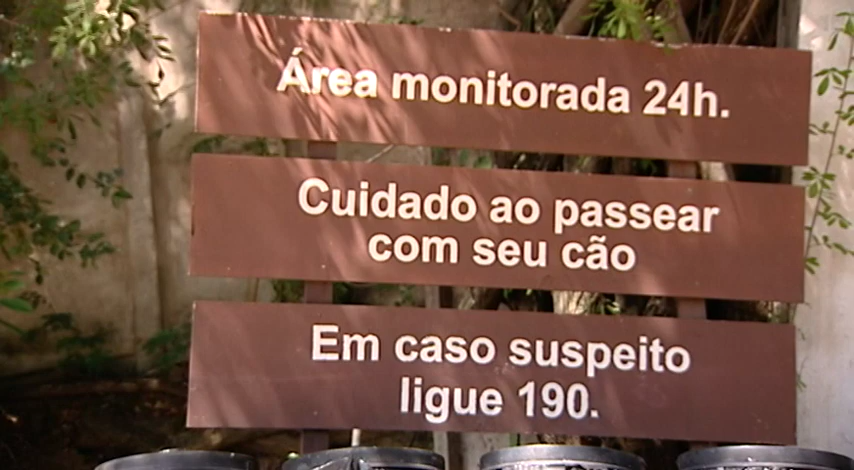 Área monitorada 24h.
Cuidado ao passear
com seu cão
Em caso suspeito
ligue 190.